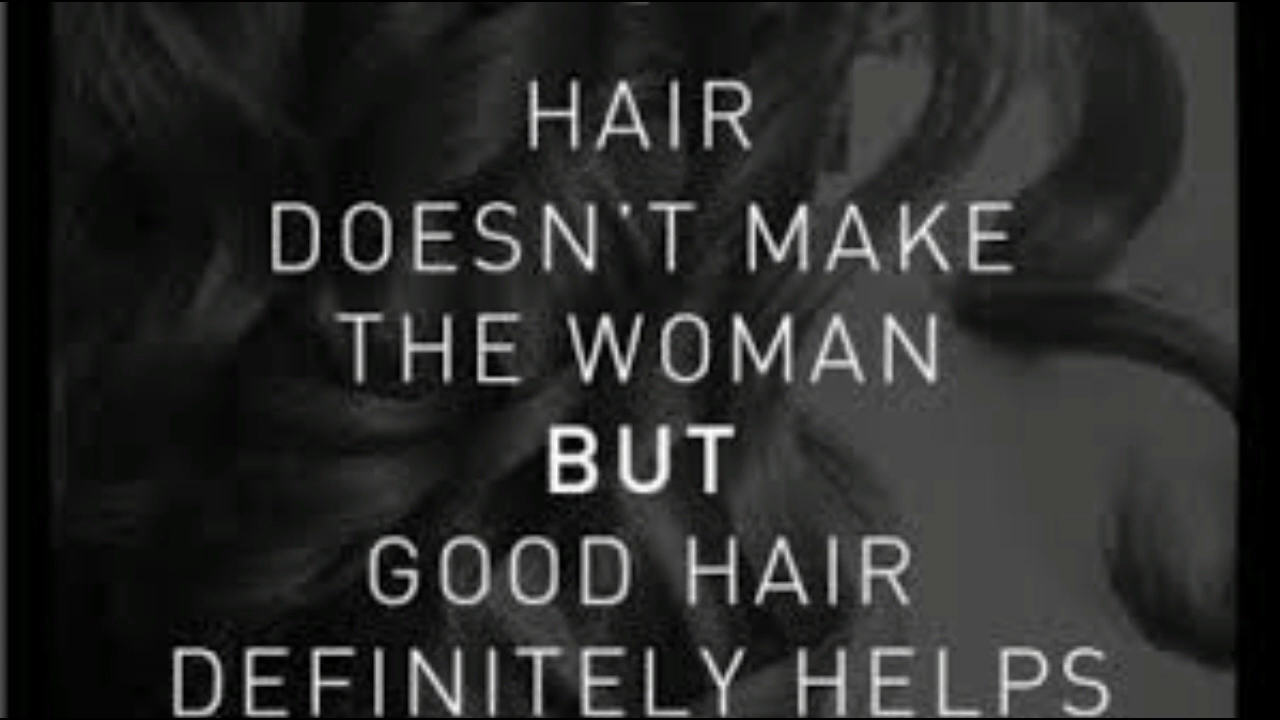 HAIR
DOESN'T MAKE
THE WOMAN
BUT
GOOD HAIR
DEFINITELY HELPS